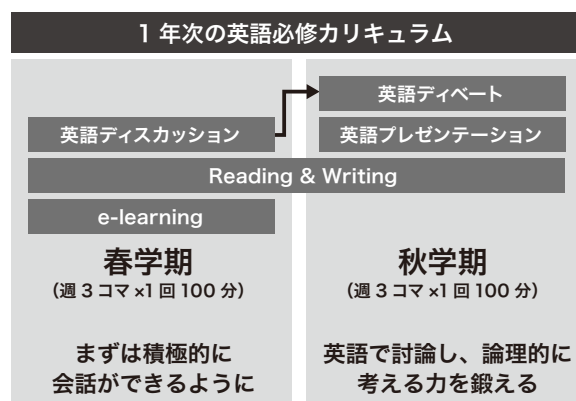 1 年次の英語必修カリキュラム
英語ディベート
英語ディスカッション
英語プレゼンテーション
Reading & Writing
e-learning
春学期
（週 3 コマ ×1 回 100 分）
まずは積極的に
会話ができるように
秋学期
（週 3 コマ ×1 回 100 分）
英語で討論し、論理的に
考える力を鍛える